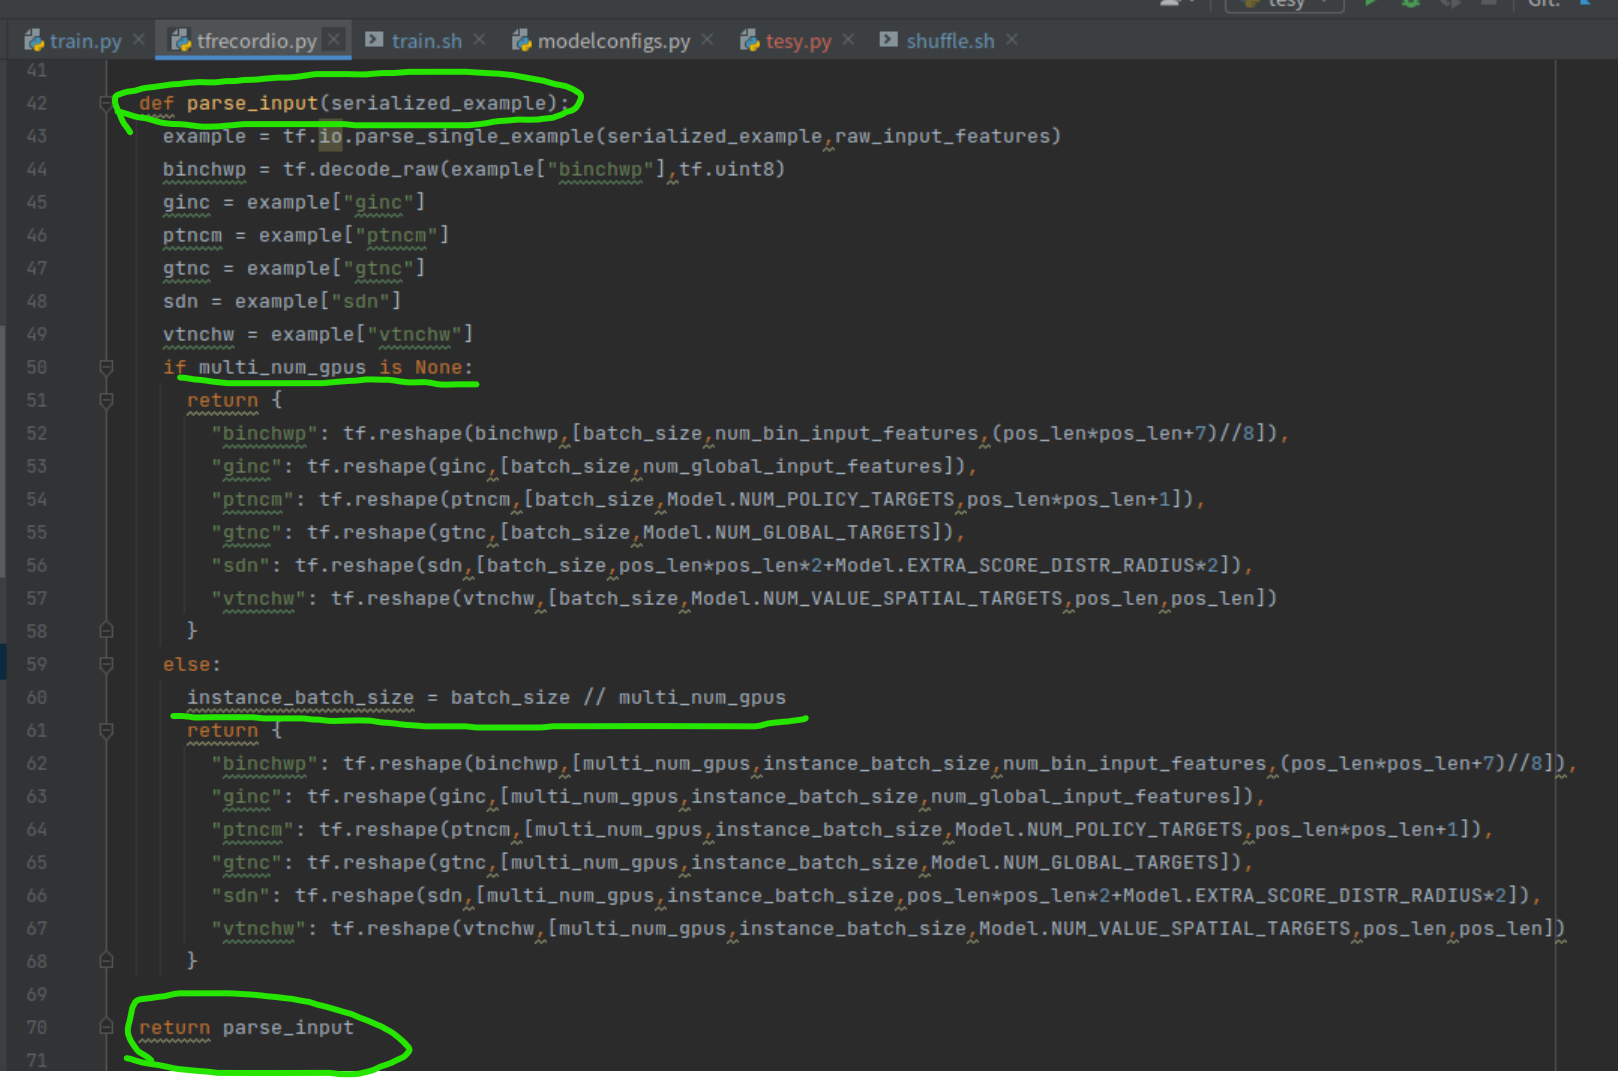 tesy
Git:
train.py
tfrecordio.py
train.sh
modelconfigs.py
tesy.py
shuffle.sh
41
42 def parse_input(serialized_example):
43 example = tf.io.parse_single_example(serialized_example,raw_input_features)
44 binchwp = tf.decode_raw(example["binchwp"],tf.uint8)
45 ginc = example["ginc"]
46 ptncm = example["ptncm"]
47 gtnc = example["gtnc"]
48 sdn = example["sdn"]
49 vtnchw = example["vtnchw"]
50 if multi_num_gpus is None:
51 return {
52 "binchwp": tf.reshape(binchwp,[batch_size,num_bin_input_features,(pos_len*pos_len+7)//8]),
53 "ginc": tf.reshape(ginc,[batch_size,num_global_input_features]),
54 "ptncm": tf.reshape(ptncm,[batch_size,Model.NUM_POLICY_TARGETS,pos_len*pos_len+1]),
55 "gtnc": tf.reshape(gtnc,[batch_size,Model.NUM_GLOBAL_TARGETS]),
56 "sdn": tf.reshape(sdn,[batch_size,pos_len*pos_len*2+Model.EXTRA_SCORE_DISTR_RADIUS*2]),
57 "vtnchw": tf.reshape(vtnchw,[batch_size,Model.NUM_VALUE_SPATIAL_TARGETS,pos_len,pos_len])
58 }
59 else:
60 instance_batch_size = batch_size // multi_num_gpus
61 return {
62 "binchwp": tf.reshape(binchwp,[multi_num_gpus,instance_batch_size,num_bin_input_features,(pos_len*pos_len+7)//8]),
63 "ginc": tf.reshape(ginc,[multi_num_gpus,instance_batch_size,num_global_input_features]),
64 "ptncm": tf.reshape(ptncm,[multi_num_gpus,instance_batch_size,Model.NUM_POLICY_TARGETS,pos_len*pos_len+1]),
65 "gtnc": tf.reshape(gtnc,[multi_num_gpus,instance_batch_size,Model.NUM_GLOBAL_TARGETS]),
66 "sdn": tf.reshape(sdn,[multi_num_gpus,instance_batch_size,pos_len*pos_len*2+Model.EXTRA_SCORE_DISTR_RADIUS*2]),
67 "vtnchw": tf.reshape(vtnchw,[multi_num_gpus,instance_batch_size,Model.NUM_VALUE_SPATIAL_TARGETS,pos_len,pos_len])
68 }
69
70 return parse_input
71